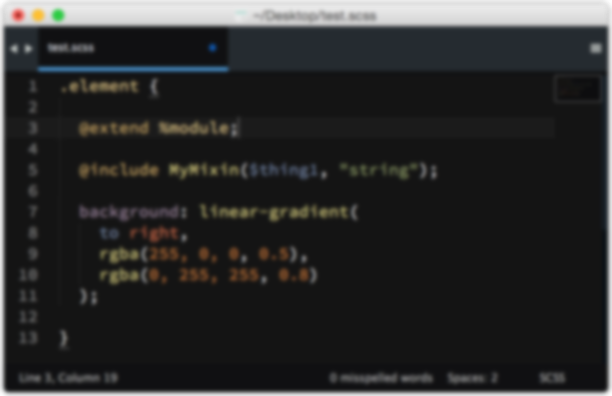 ~/Desktop/test.scss
test.scss
1 .element {
2
3 @extend %module;
4
5 @include MyMixin($thing1, "string");
6
7 background: linear-gradient(
8 to right,
9 rgba(255, 0, 0, 0.5),
10 rgba(0, 255, 255, 0.8)
11 );
12
13 }
Line 3, Column 19 0 misspelled words Spaces: 2 SCSS